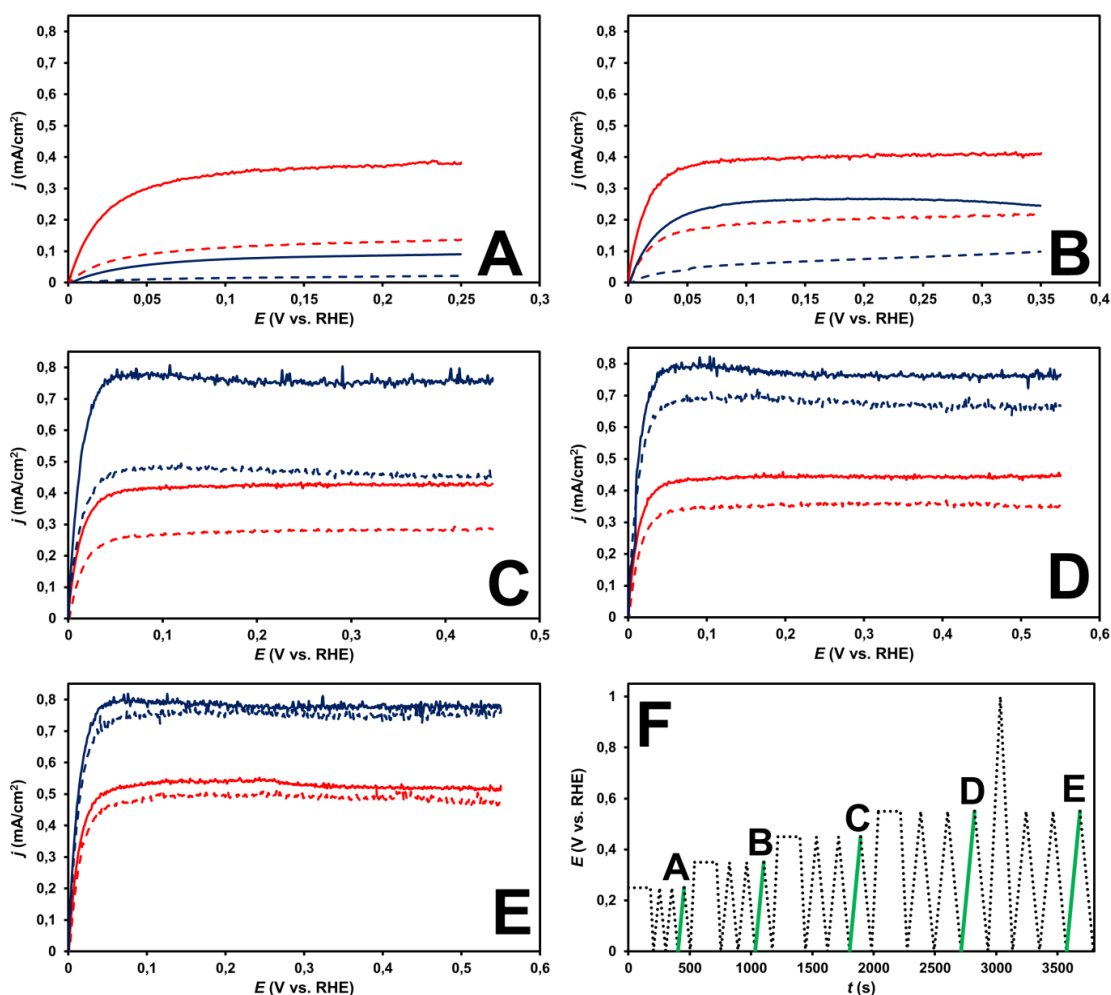 0,8
0,7
0,6
0,5
0,4
0,3
0,2
0,1
0
j (mA/cm²)
0 0,05 0,1 0,15 0,2 0,25 0,3
E (V vs. RHE)
A
0,8
0,7
0,6
0,5
0,4
0,3
0,2
0,1
0
j (mA/cm²)
0 0,05 0,1 0,15 0,2 0,25 0,3 0,35 0,4
E (V vs. RHE)
B
0,8
0,7
0,6
0,5
0,4
0,3
0,2
0,1
0
j (mA/cm²)
0 0,1 0,2 0,3 0,4 0,5
E (V vs. RHE)
C
0,8
0,7
0,6
0,5
0,4
0,3
0,2
0,1
0
j (mA/cm²)
0 0,1 0,2 0,3 0,4 0,5 0,6
E (V vs. RHE)
D
0,8
0,7
0,6
0,5
0,4
0,3
0,2
0,1
0
j (mA/cm²)
0 0,1 0,2 0,3 0,4 0,5 0,6
E (V vs. RHE)
E
F
1
0,8
0,6
0,4
0,2
0
E (V vs. RHE)
A B C D E
0 500 1000 1500 2000 2500 3000 3500
t (s)